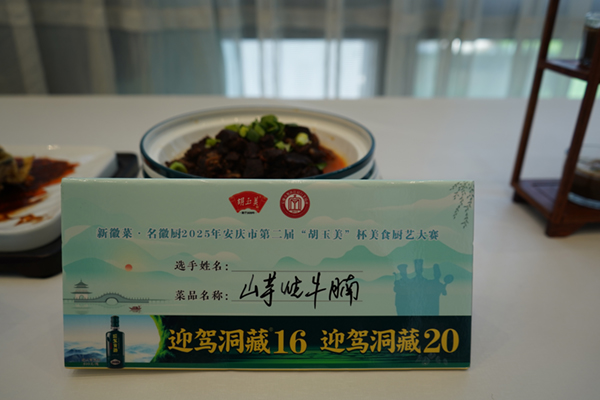 胡玉美
新徽菜·名徽厨2025年安庆市第二届“胡玉美”杯美食厨艺大赛
选手姓名:
菜品名称: 山芋烧牛腩
迎驾洞藏16 迎驾洞藏20